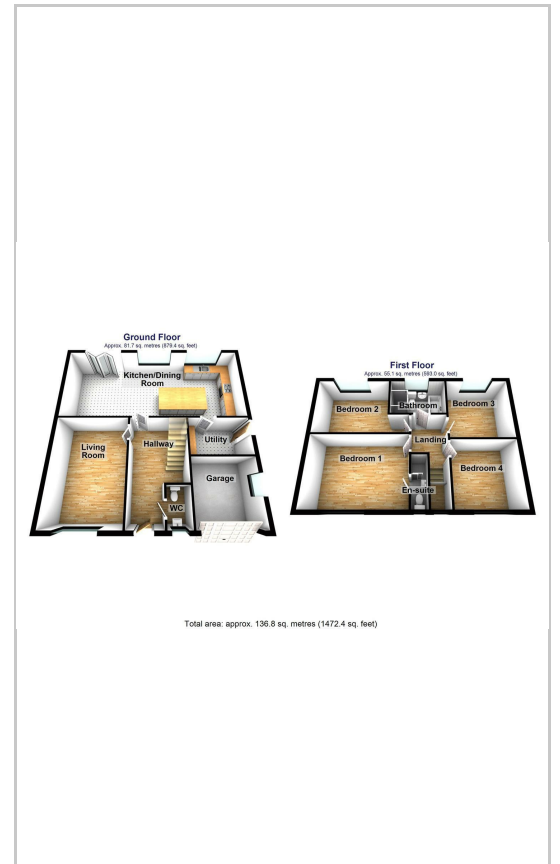 Ground Floor
Approx. 81.7 sq. metres (879.4 sq. feet)
Kitchen/Dining
Room
Living
Room
Hallway
Utility
Garage
WC
First Floor
Approx. 55.1 sq. metres (593.0 sq. feet)
Bedroom 2
Bathroom
Bedroom 3
Landing
Bedroom 1
Bedroom 4
En-suite
Total area: approx. 136.8 sq. metres (1472.4 sq. feet)